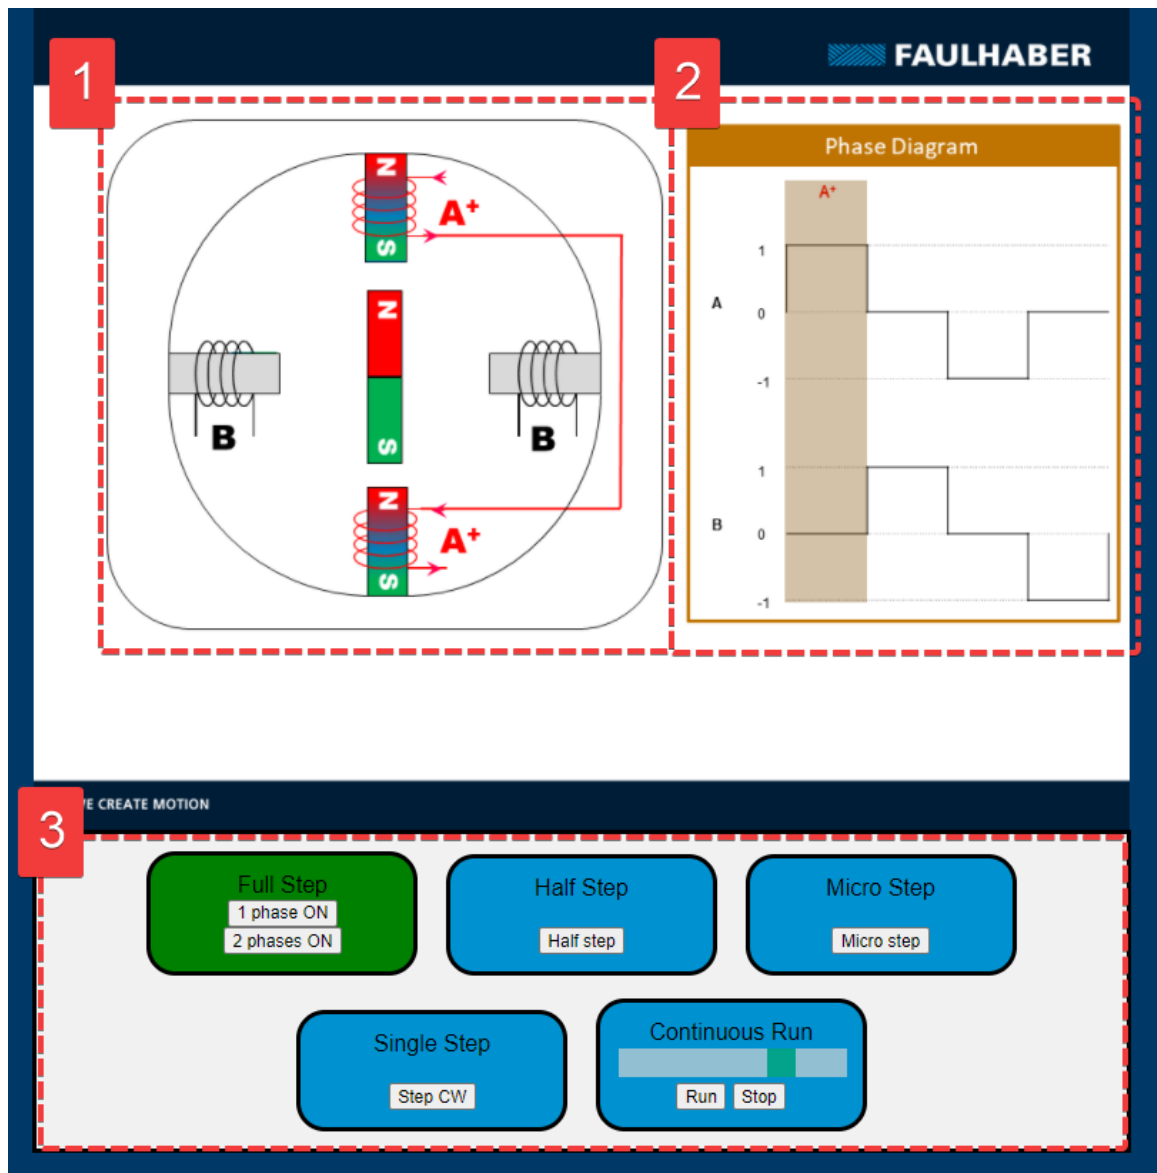 FAULHABER
1
2
N
A+
S
N
S
B
B
N
A+
S
Phase Diagram
A+
1
A
0
-1
1
B
0
-1
3
E CREATE MOTION
Full Step
1 phase ON
2 phases ON
Half Step
Half step
Micro Step
Micro step
Single Step
Step CW
Continuous Run
Run Stop